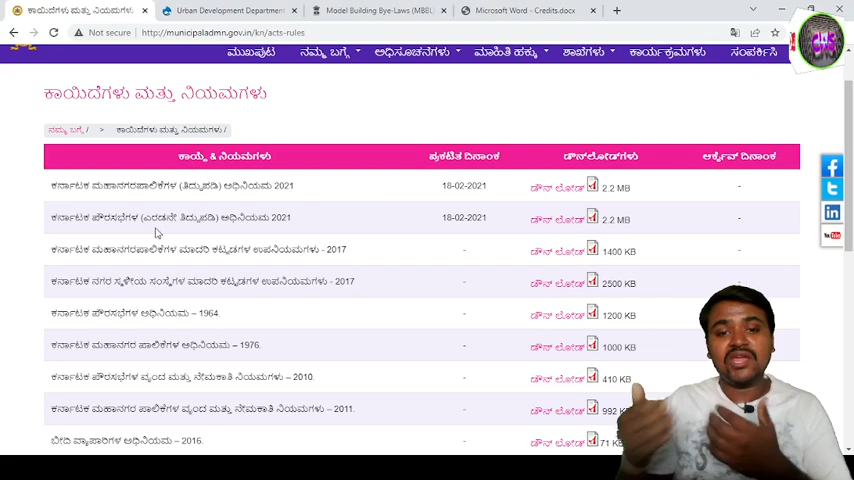 ಕಾಯಿದೆಗಳು ಮತ್ತು ನಿಯಮಗಳು
Urban Development Department
Model Building Bye-Laws (MBBL)
Microsoft Word - Credits.docx
Not secure | http://municipaladmn.gov.in/kn/acts-rules
ಮುಖಪುಟ ನಮ್ಮ ಬಗ್ಗೆ ಅಧಿಸೂಚನೆಗಳು ಮಾಹಿತಿ ಹಕ್ಕು ಶಾಖೆಗಳು ಕಾರ್ಯಕ್ರಮಗಳು ಸಂಪರ್ಕಿಸಿ
ಕಾಯಿದೆಗಳು ಮತ್ತು ನಿಯಮಗಳು
ನಮ್ಮ ಬಗ್ಗೆ / > ಕಾಯಿದೆಗಳು ಮತ್ತು ನಿಯಮಗಳು /
ಕಾಯ್ದೆ & ನಿಯಮಗಳು ಪ್ರಕಟಿತ ದಿನಾಂಕ ಡೌನ್‌ಲೋಡ್‌ಗಳು ಆರ್ಕೈವ್ ದಿನಾಂಕ
ಕರ್ನಾಟಕ ಮಹಾನಗರಪಾಲಿಕೆಗಳ (ತಿದ್ದುಪಡಿ) ಅಧಿನಿಯಮ 2021 18-02-2021 ಡೌನ್ ಲೋಡ್ 2.2 MB -
ಕರ್ನಾಟಕ ಪೌರಸಭೆಗಳ (ಎರಡನೇ ತಿದ್ದುಪಡಿ) ಅಧಿನಿಯಮ 2021 18-02-2021 ಡೌನ್ ಲೋಡ್ 2.2 MB -
ಕರ್ನಾಟಕ ಮಹಾನಗರಪಾಲಿಕೆಗಳ ಮಾದರಿ ಕಟ್ಟಡಗಳ ಉಪನಿಯಮಗಳು - 2017 - ಡೌನ್ ಲೋಡ್ 1400 KB -
ಕರ್ನಾಟಕ ನಗರ ಸ್ಥಳೀಯ ಸಂಸ್ಥೆಗಳ ಮಾದರಿ ಕಟ್ಟಡಗಳ ಉಪನಿಯಮಗಳು - 2017 - ಡೌನ್ ಲೋಡ್ 2500 KB -
ಕರ್ನಾಟಕ ಪೌರಸಭೆಗಳ ಅಧಿನಿಯಮ – 1964. - ಡೌನ್ ಲೋಡ್ 1200 KB
ಕರ್ನಾಟಕ ಮಹಾನಗರ ಪಾಲಿಕೆಗಳ ಅಧಿನಿಯಮ – 1976. - ಡೌನ್ ಲೋಡ್ 1000 KB
ಕರ್ನಾಟಕ ಪೌರಸಭೆಗಳ ವೃಂದ ಮತ್ತು ನೇಮಕಾತಿ ನಿಯಮಗಳು – 2010. - ಡೌನ್ ಲೋಡ್ 410 KB
ಕರ್ನಾಟಕ ಮಹಾನಗರ ಪಾಲಿಕೆಗಳ ವೃಂದ ಮತ್ತು ನೇಮಕಾತಿ ನಿಯಮಗಳು – 2011. - ಡೌನ್ ಲೋಡ್ 992
ಬೀದಿ ವ್ಯಾಪಾರಿಗಳ ಅಧಿನಿಯಮ – 2016. - ಡೌನ್ ಲೋಡ್ 71 KB